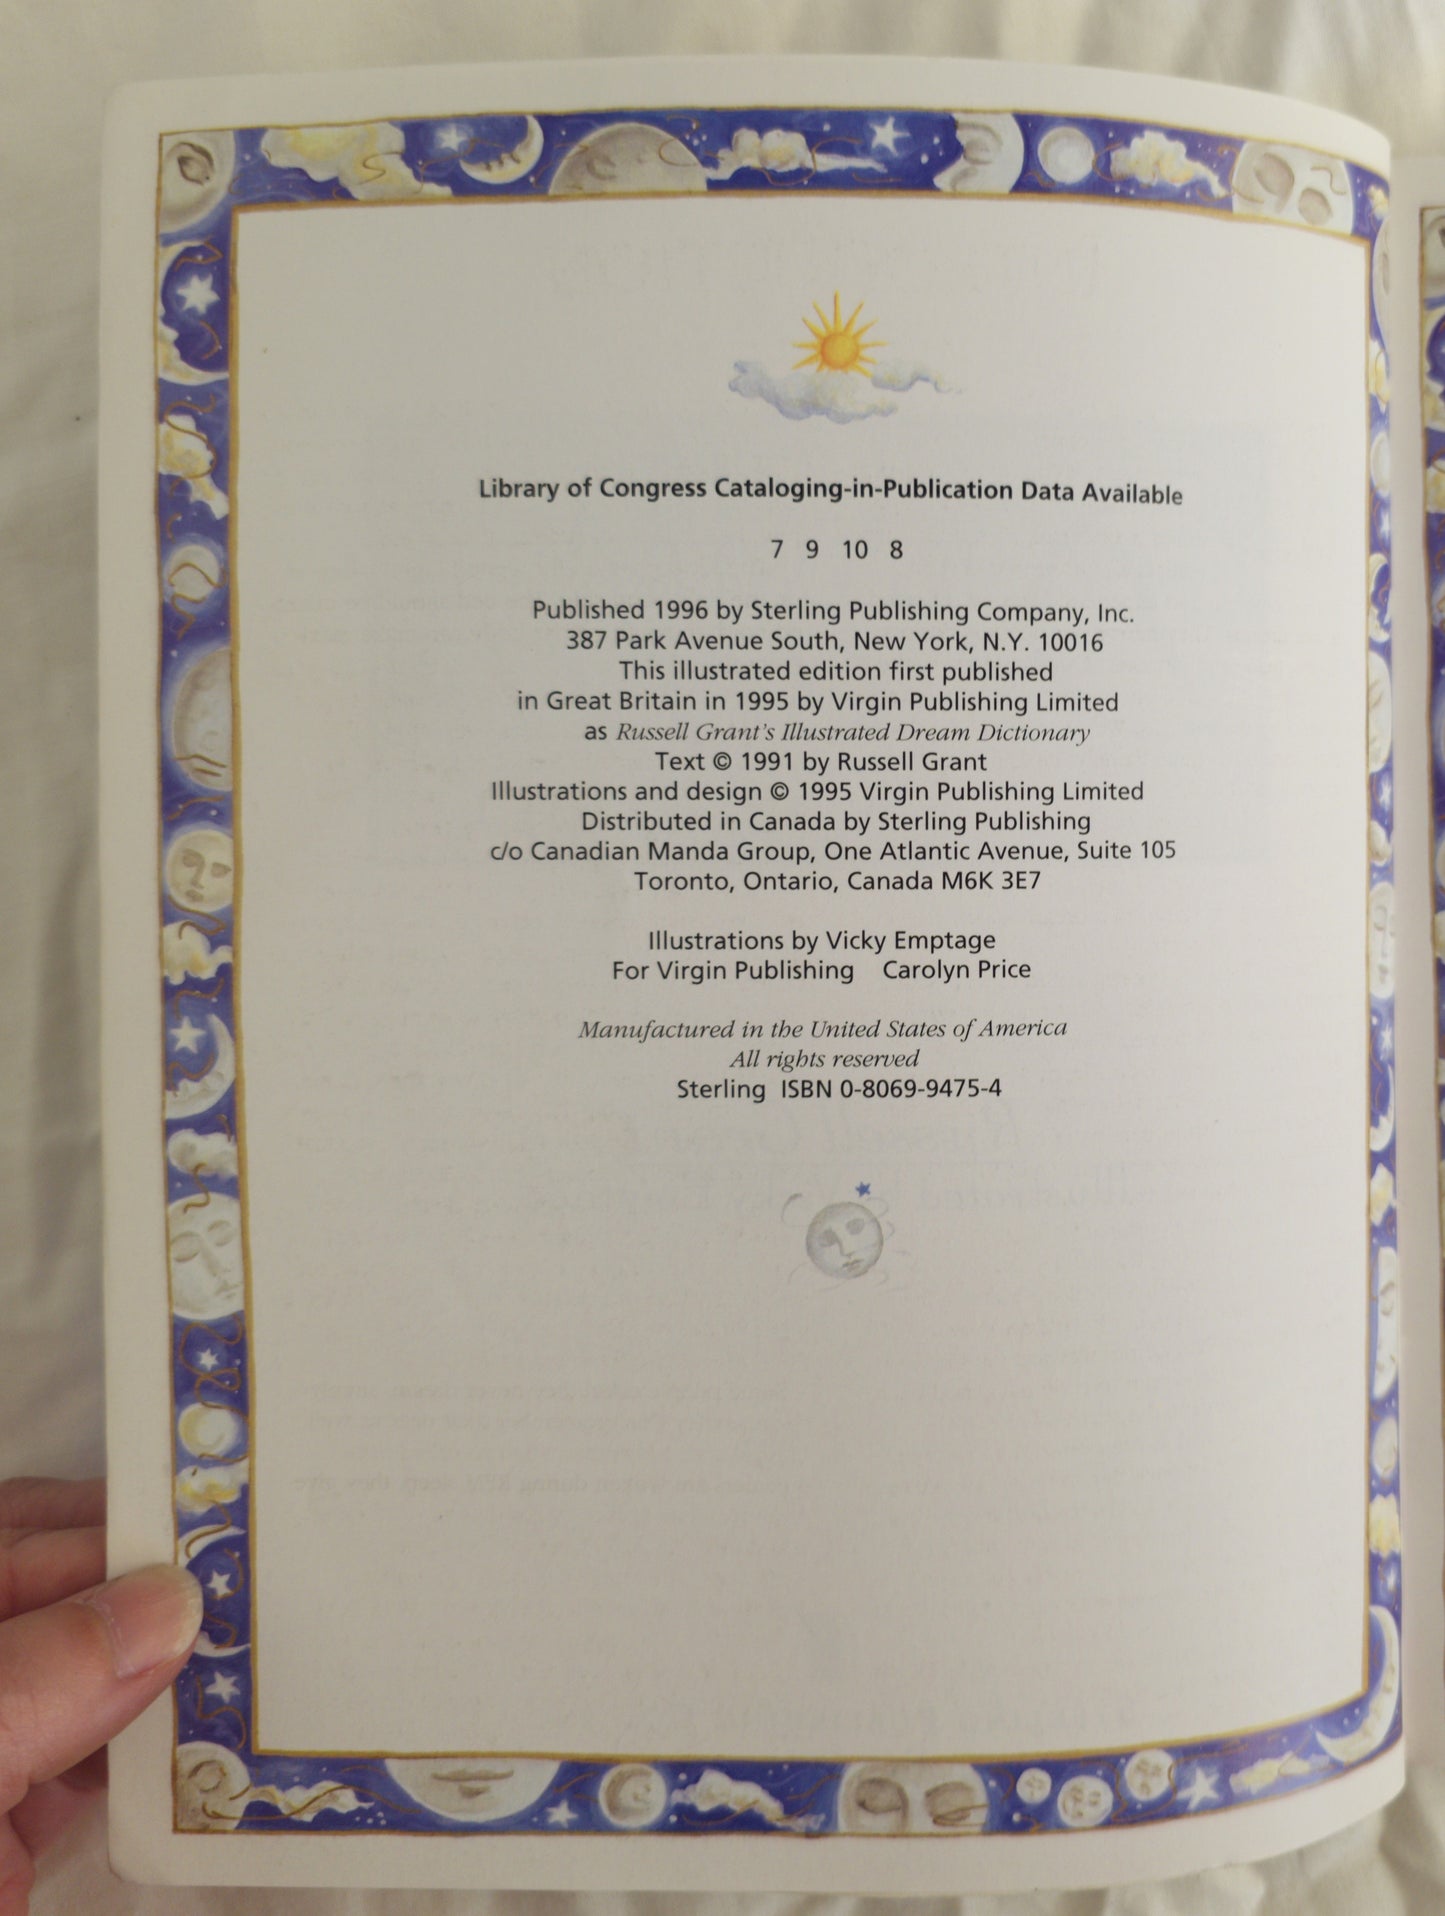 Library of Congress Cataloging-in-Publication Data Available
7 9 10 8
Published 1996 by Sterling Publishing Company, Inc.
387 Park Avenue South, New York, N.Y. 10016
This illustrated edition first published
in Great Britain in 1995 by Virgin Publishing Limited
as Russell Grant's Illustrated Dream Dictionary
Text © 1991 by Russell Grant
Illustrations and design © 1995 Virgin Publishing Limited
Distributed in Canada by Sterling Publishing
c/o Canadian Manda Group, One Atlantic Avenue, Suite 105
Toronto, Ontario, Canada M6K 3E7
Illustrations by Vicky Emptage
For Virgin Publishing Carolyn Price
Manufactured in the United States of America
All rights reserved
Sterling ISBN 0-8069-9475-4